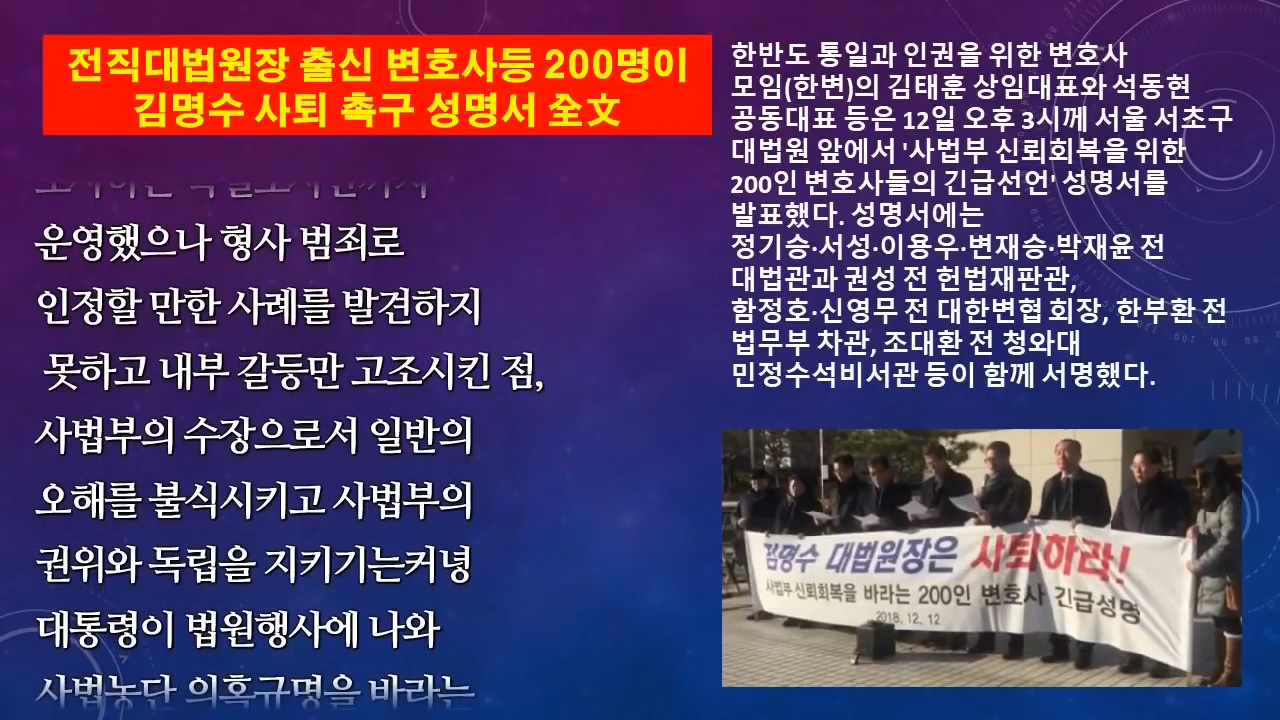 전직대법원장 출신 변호사등 200명이
김명수 사퇴 촉구 성명서 全文
운영했으나 형사 범죄로
인정할 만한 사례를 발견하지
못하고 내부 갈등만 고조시킨 점,
사법부의 수장으로서 일반의
오해를 불식시키고 사법부의
권위와 독립을 지키기는커녕
대통령이 법원행사에 나와
사법농단 의혹규명을 바라는
한반도 통일과 인권을 위한 변호사
모임(한변)의 김태훈 상임대표와 석동현
공동대표 등은 12일 오후 3시께 서울 서초구
대법원 앞에서 '사법부 신뢰회복을 위한
200인 변호사들의 긴급선언' 성명서를
발표했다. 성명서에는
정기승·서성·이용우·변재승·박재윤 전
대법관과 권성 전 헌법재판관,
함정호·신영무 전 대한변협 회장, 한부환 전
법무부 차관, 조대환 전 청와대
민정수석비서관 등이 함께 서명했다.
김명수 대법원장은 사퇴하라!
사법부 신뢰회복을 바라는 200인 변호사 긴급성명
2018. 12. 12